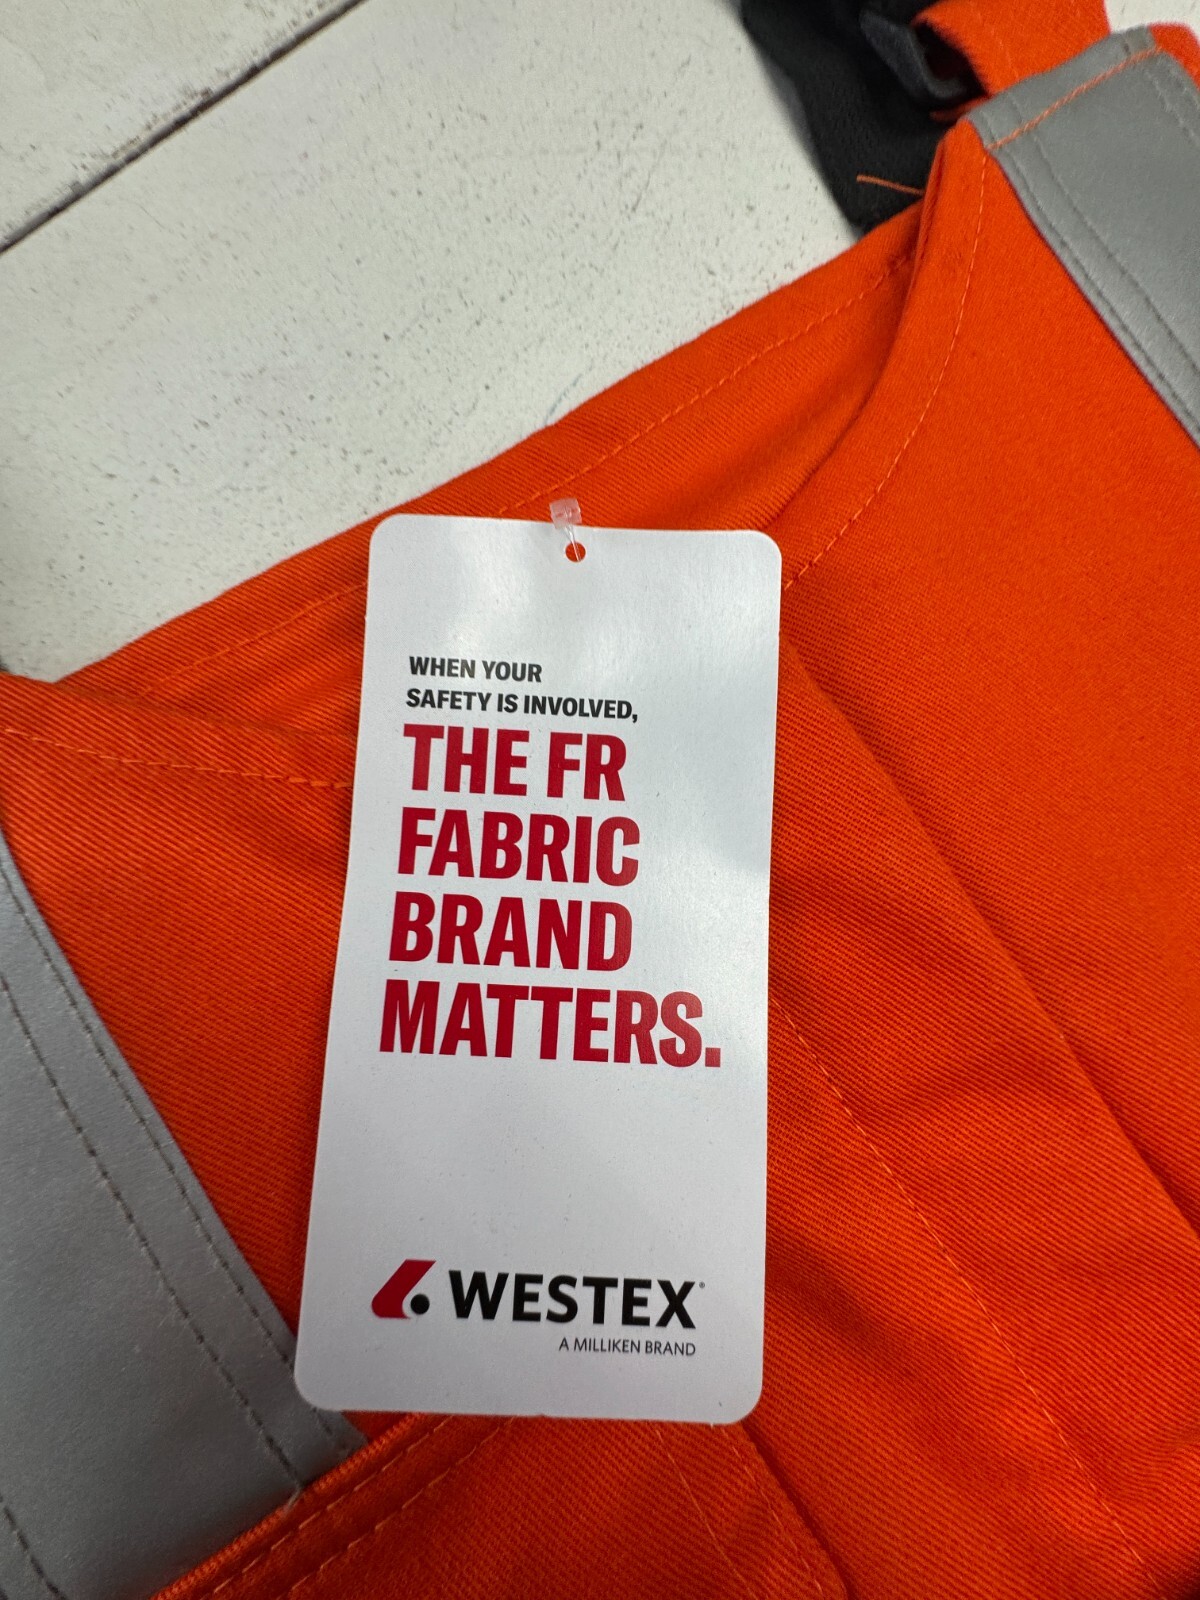 WHEN YOUR
SAFETY IS INVOLVED,
THE FR
FABRIC
BRAND
MATTERS.
WESTEX®
A MILLIKEN BRAND